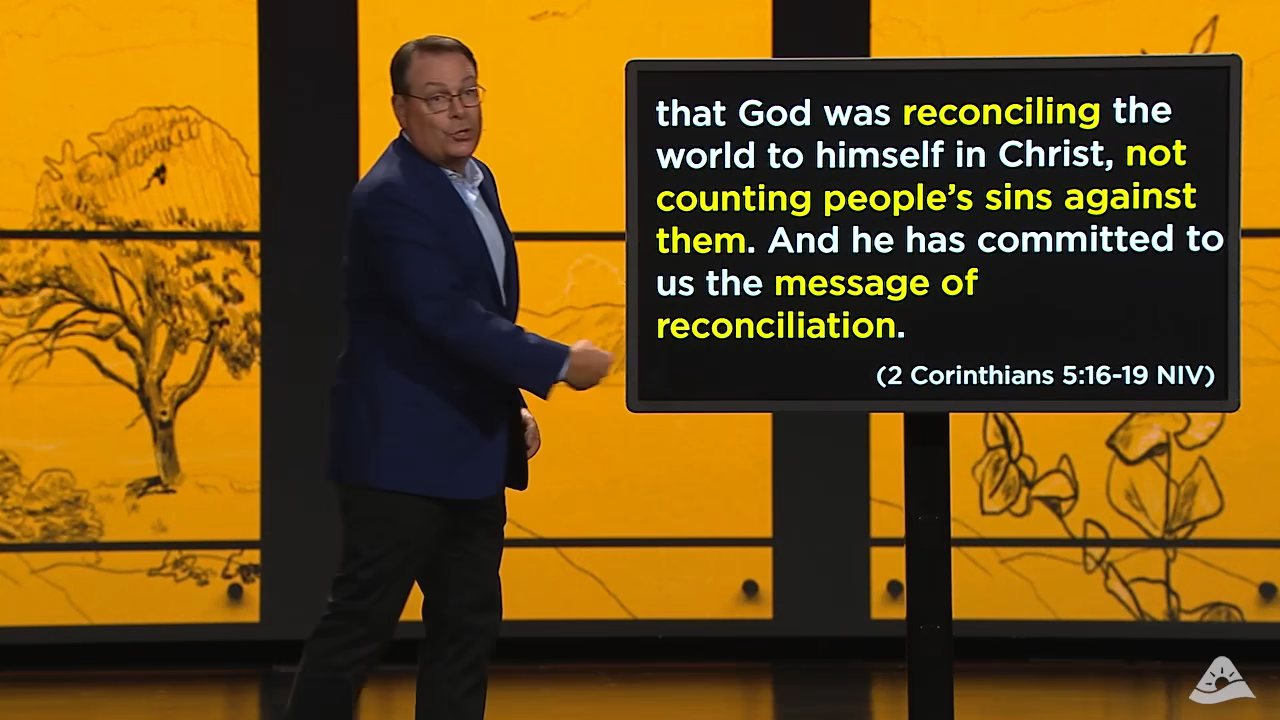 that God was reconciling the
world to himself in Christ, not
counting people’s sins against
them. And he has committed to
us the message of
reconciliation.
(2 Corinthians 5:16-19 NIV)